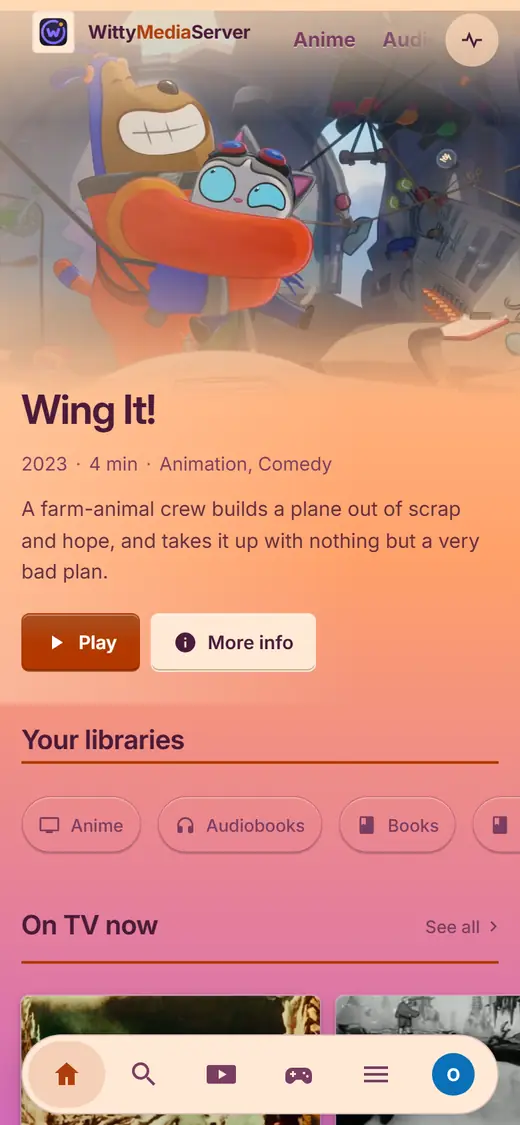 WittyMediaServer
Anime
Wing It!
2023 · 4 min · Animation, Comedy
A farm-animal crew builds a plane out of scrap
and hope, and takes it up with nothing but a very
bad plan.
Play
More info
Your libraries
Anime
Audiobooks
Books
On TV now
See all
O